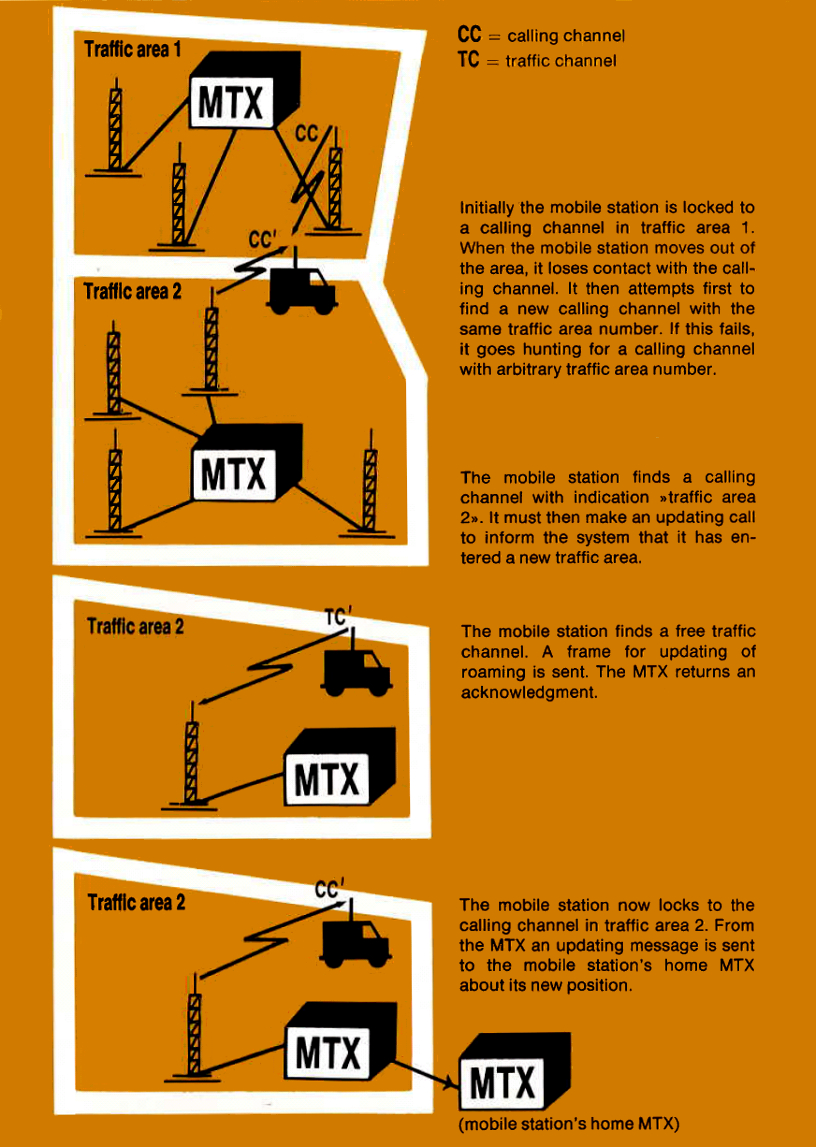 Traffic area 1
MTX
CC
CC'
CC = calling channel
TC = traffic channel
Initially the mobile station is locked to
a calling channel in traffic area 1.
When the mobile station moves out of
the area, it loses contact with the call-
ing channel. It then attempts first to
find a new calling channel with the
same traffic area number. If this fails,
it goes hunting for a calling channel
with arbitrary traffic area number.
Traffic area 2
MTX
The mobile station finds a calling
channel with indication »traffic area
2». It must then make an updating call
to inform the system that it has en-
tered a new traffic area.
Traffic area 2
TC'
MTX
The mobile station finds a free traffic
channel. A frame for updating of
roaming is sent. The MTX returns an
acknowledgment.
Traffic area 2
CC'
MTX
The mobile station now locks to the
calling channel in traffic area 2. From
the MTX an updating message is sent
to the mobile station's home MTX
about its new position.
MTX
(mobile station's home MTX)